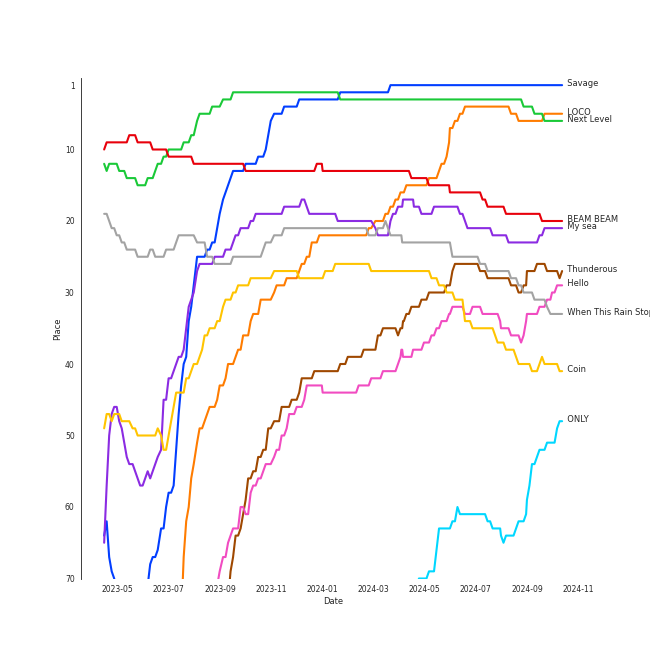 Savage
LOCO
Next Level
BEAM BEAM
My sea
Thunderous
Hello
When This Rain Stop
Coin
ONLY
1
10
20
30
40
50
60
70
Place
2023-05 2023-07 2023-09 2023-11 2024-01 2024-03 2024-05 2024-07 2024-09 2024-11
Date